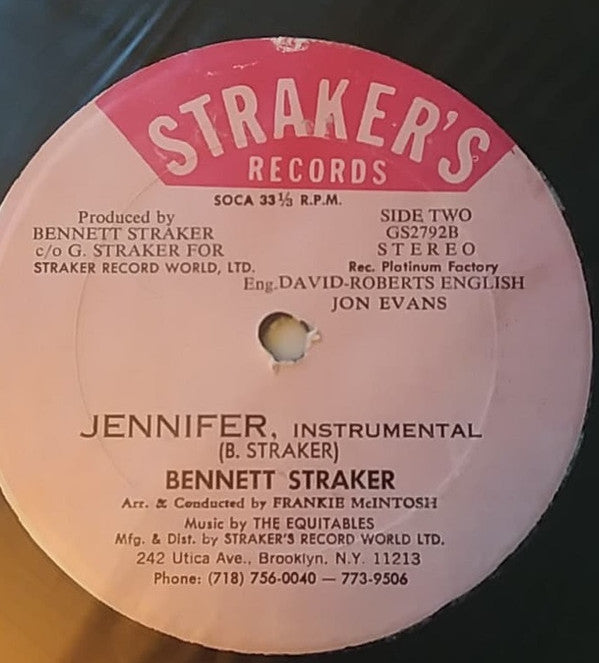 STRAKER'S
RECORDS
SOCA 33⅓ R.P.M.
Produced by
BENNETT STRAKER
c/o G. STRAKER FOR
STRAKER RECORD WORLD, LTD.
SIDE TWO
GS2792B
STEREO
Rec. Platinum Factory
Eng. DAVID-ROBERTS ENGLISH
JON EVANS
JENNIFER, INSTRUMENTAL
(B. STRAKER)
BENNETT STRAKER
Arr. & Conducted by FRANKIE McINTOSH
Music by THE EQUITABLES
Mfg. & Dist. by STRAKER'S RECORD WORLD LTD.
242 Utica Ave., Brooklyn, N.Y. 11213
Phone: (718) 756-0040 — 773-9506